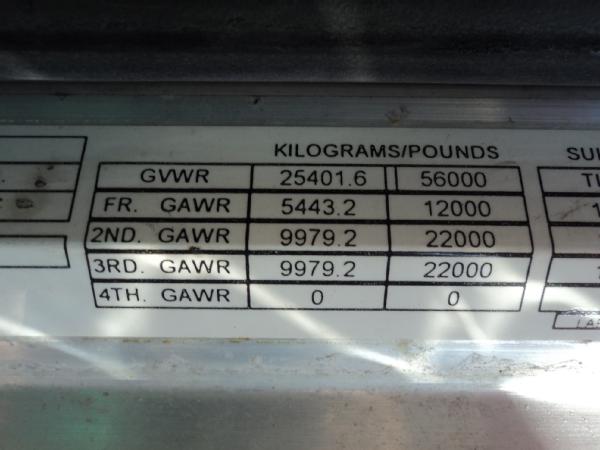 KILOGRAMS/POUNDS SU
GVWR 25401.6 56000
FR. GAWR 5443.2 12000
2ND. GAWR 9979.2 22000
3RD. GAWR 9979.2 22000
4TH. GAWR 0 0